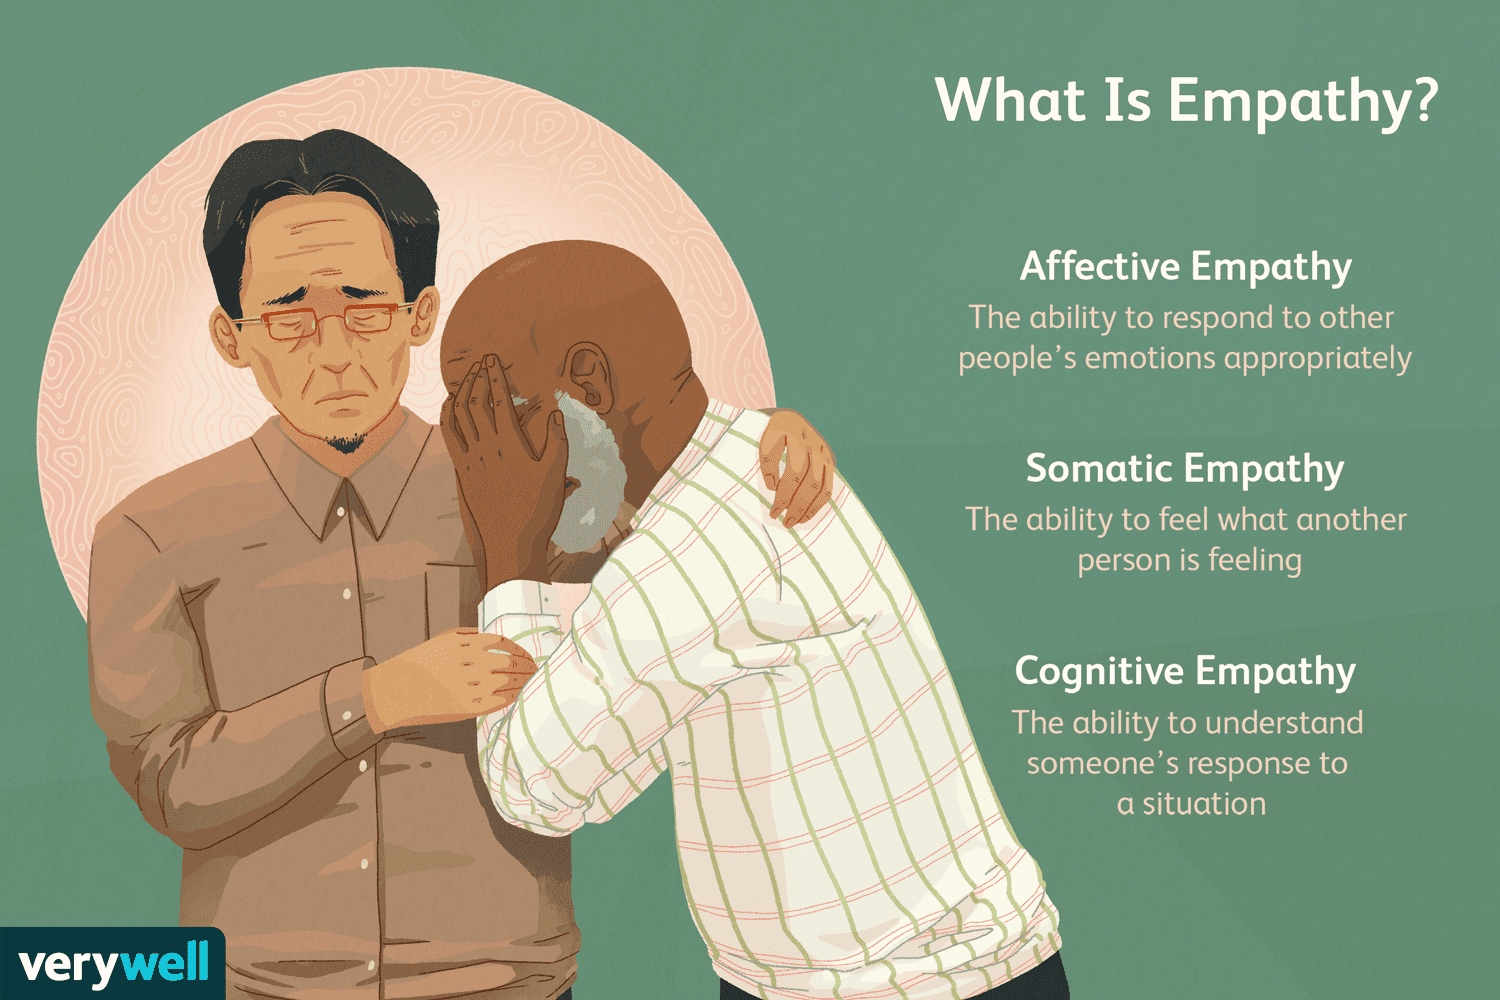 What Is Empathy?
Affective Empathy
The ability to respond to other
people’s emotions appropriately
Somatic Empathy
The ability to feel what another
person is feeling
Cognitive Empathy
The ability to understand
someone’s response to
a situation
verywell